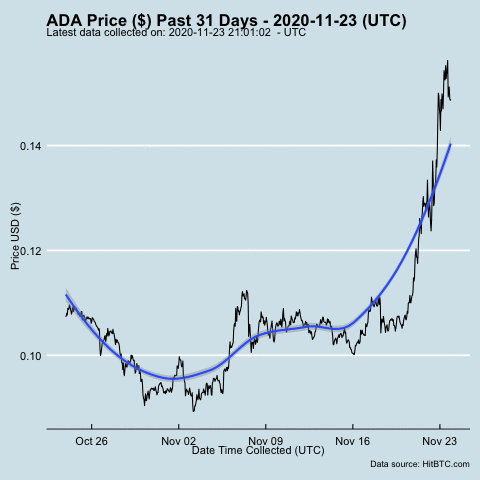 ADA Price ($) Past 31 Days - 2020-11-23 (UTC)
Latest data collected on: 2020-11-23 21:01:02  - UTC
0.14
0.12
0.10
Price USD ($)
Oct 26
Nov 02
Nov 09
Nov 16
Nov 23
Date Time Collected (UTC)
Data source: HitBTC.com